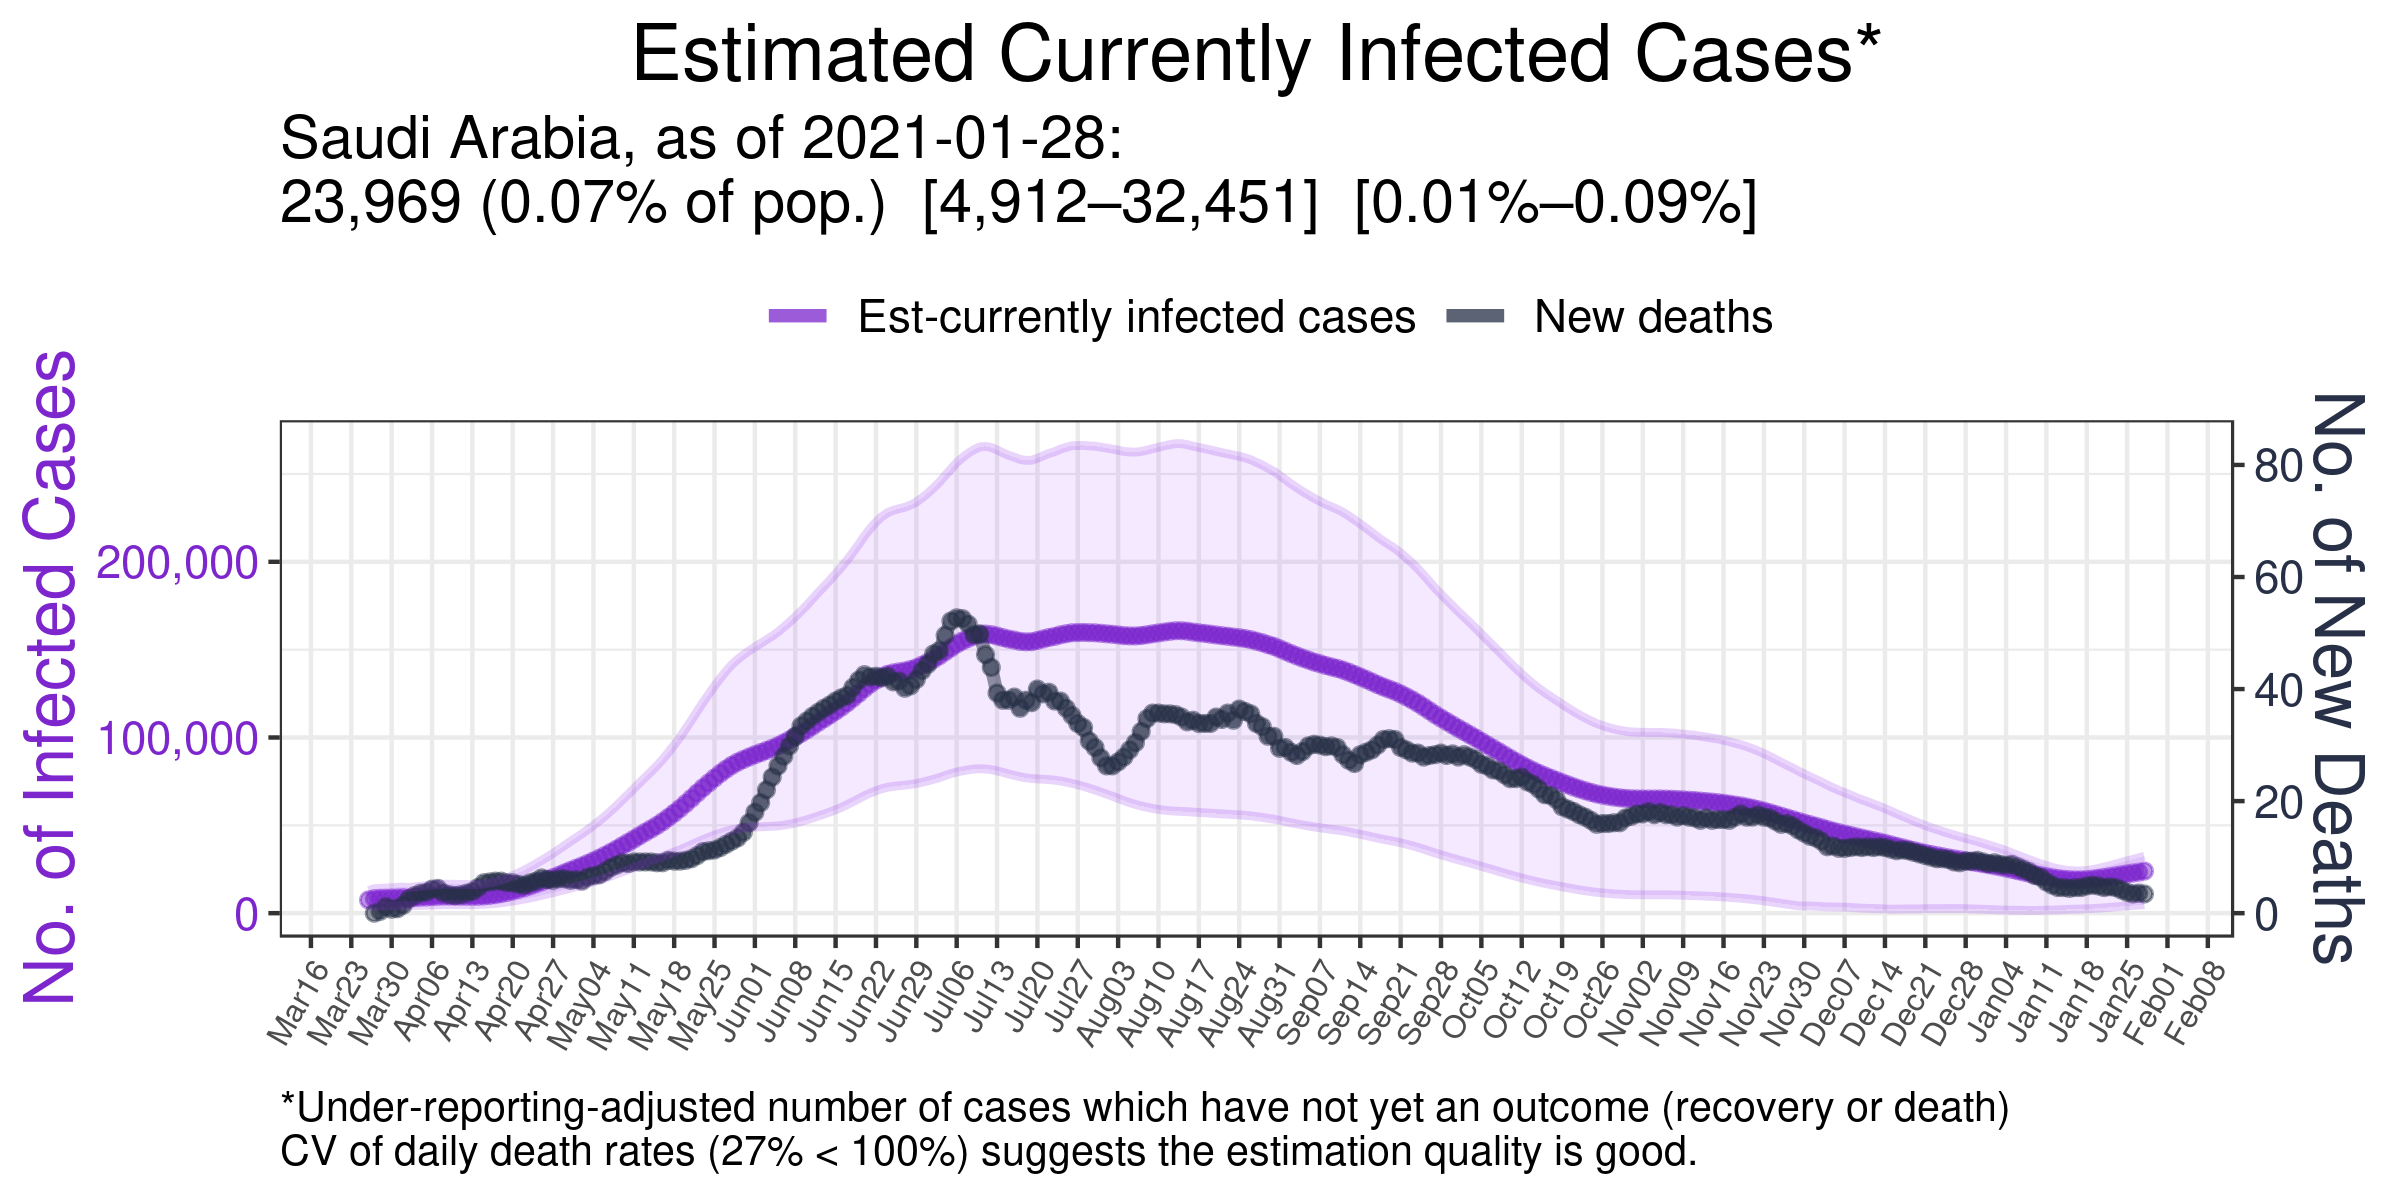 Estimated Currently Infected Cases*
Saudi Arabia, as of 2021-01-28:
23,969 (0.07% of pop.) [4,912–32,451] [0.01%–0.09%]
Est-currently infected cases
New deaths
No. of Infected Cases
200,000
100,000
0
80
60
40
20
0
No. of New Deaths
Mar16
Mar23
Mar30
Apr06
Apr13
Apr20
Apr27
May04
May11
May18
May25
Jun01
Jun08
Jun15
Jun22
Jun29
Jul06
Jul13
Jul20
Jul27
Aug03
Aug10
Aug17
Aug24
Aug31
Sep07
Sep14
Sep21
Sep28
Oct05
Oct12
Oct19
Oct26
Nov02
Nov09
Nov16
Nov23
Nov30
Dec07
Dec14
Dec21
Dec28
Jan04
Jan11
Jan18
Jan25
Feb01
Feb08
*Under-reporting-adjusted number of cases which have not yet an outcome (recovery or death)
CV of daily death rates (27% < 100%) suggests the estimation quality is good.